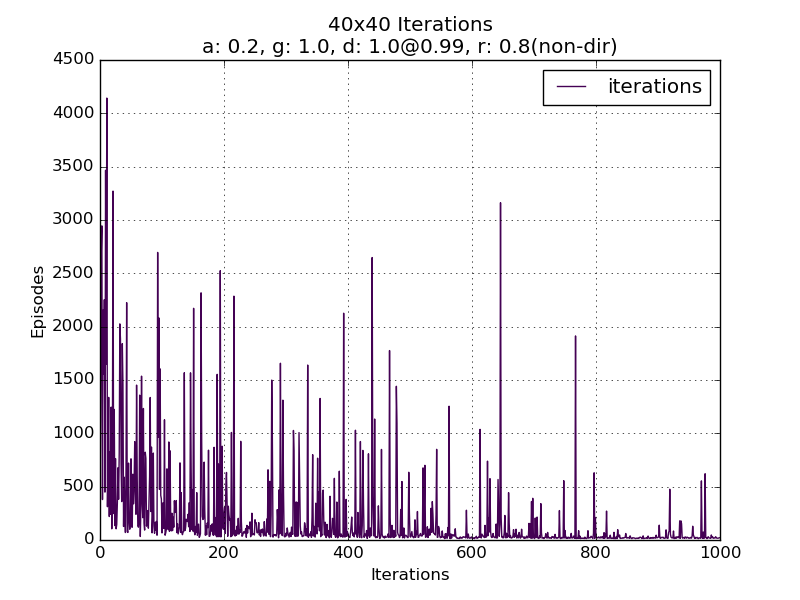 40x40 Iterations
a: 0.2, g: 1.0, d: 1.0@0.99, r: 0.8(non-dir)
iterations
4500
4000
3500
3000
2500
2000
1500
1000
500
0
Episodes
0 200 400 600 800 1000
Iterations